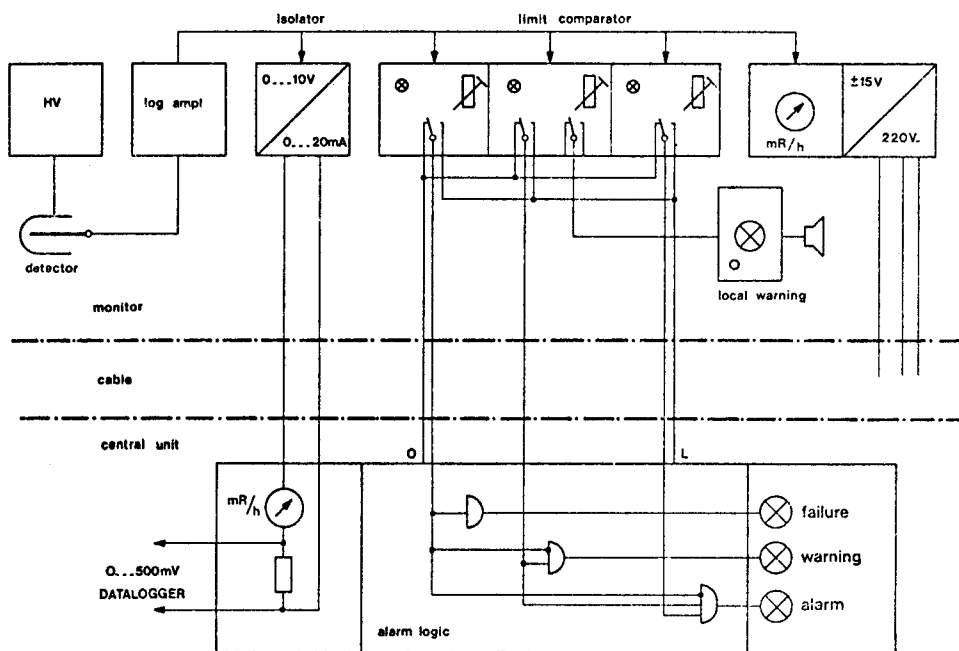 isolator
limit comparator
HV
log ampl
0...10V
0...20mA
mR/h
±15V
220V~
detector
local warning
monitor
cable
central unit
O
L
mR/h
failure
0...500mV
warning
DATALOGGER
alarm
alarm logic